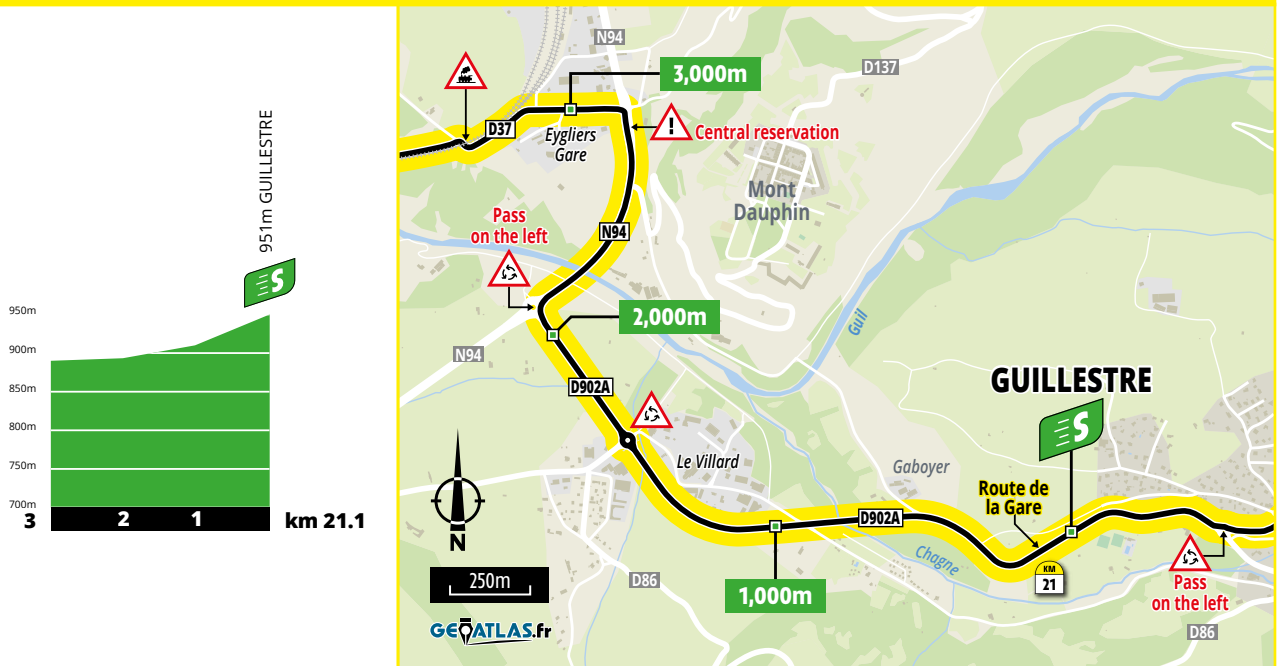 951m GUILLESTRE
S
950m
900m
850m
800m
750m
700m
3
2
1
km 21.1
N94
D137
3,000m
D37
Eygliers
Gare
!
Central reservation
Mont
Dauphin
Pass
on the left
N94
2,000m
Guil
N94
D902A
GUILLESTRE
S
Le Villard
Gaboyer
Route de
la Gare
D902A
Chagne
N
250m
D86
1,000m
KM
21
Pass
on the left
D86
GEOATLAS.fr